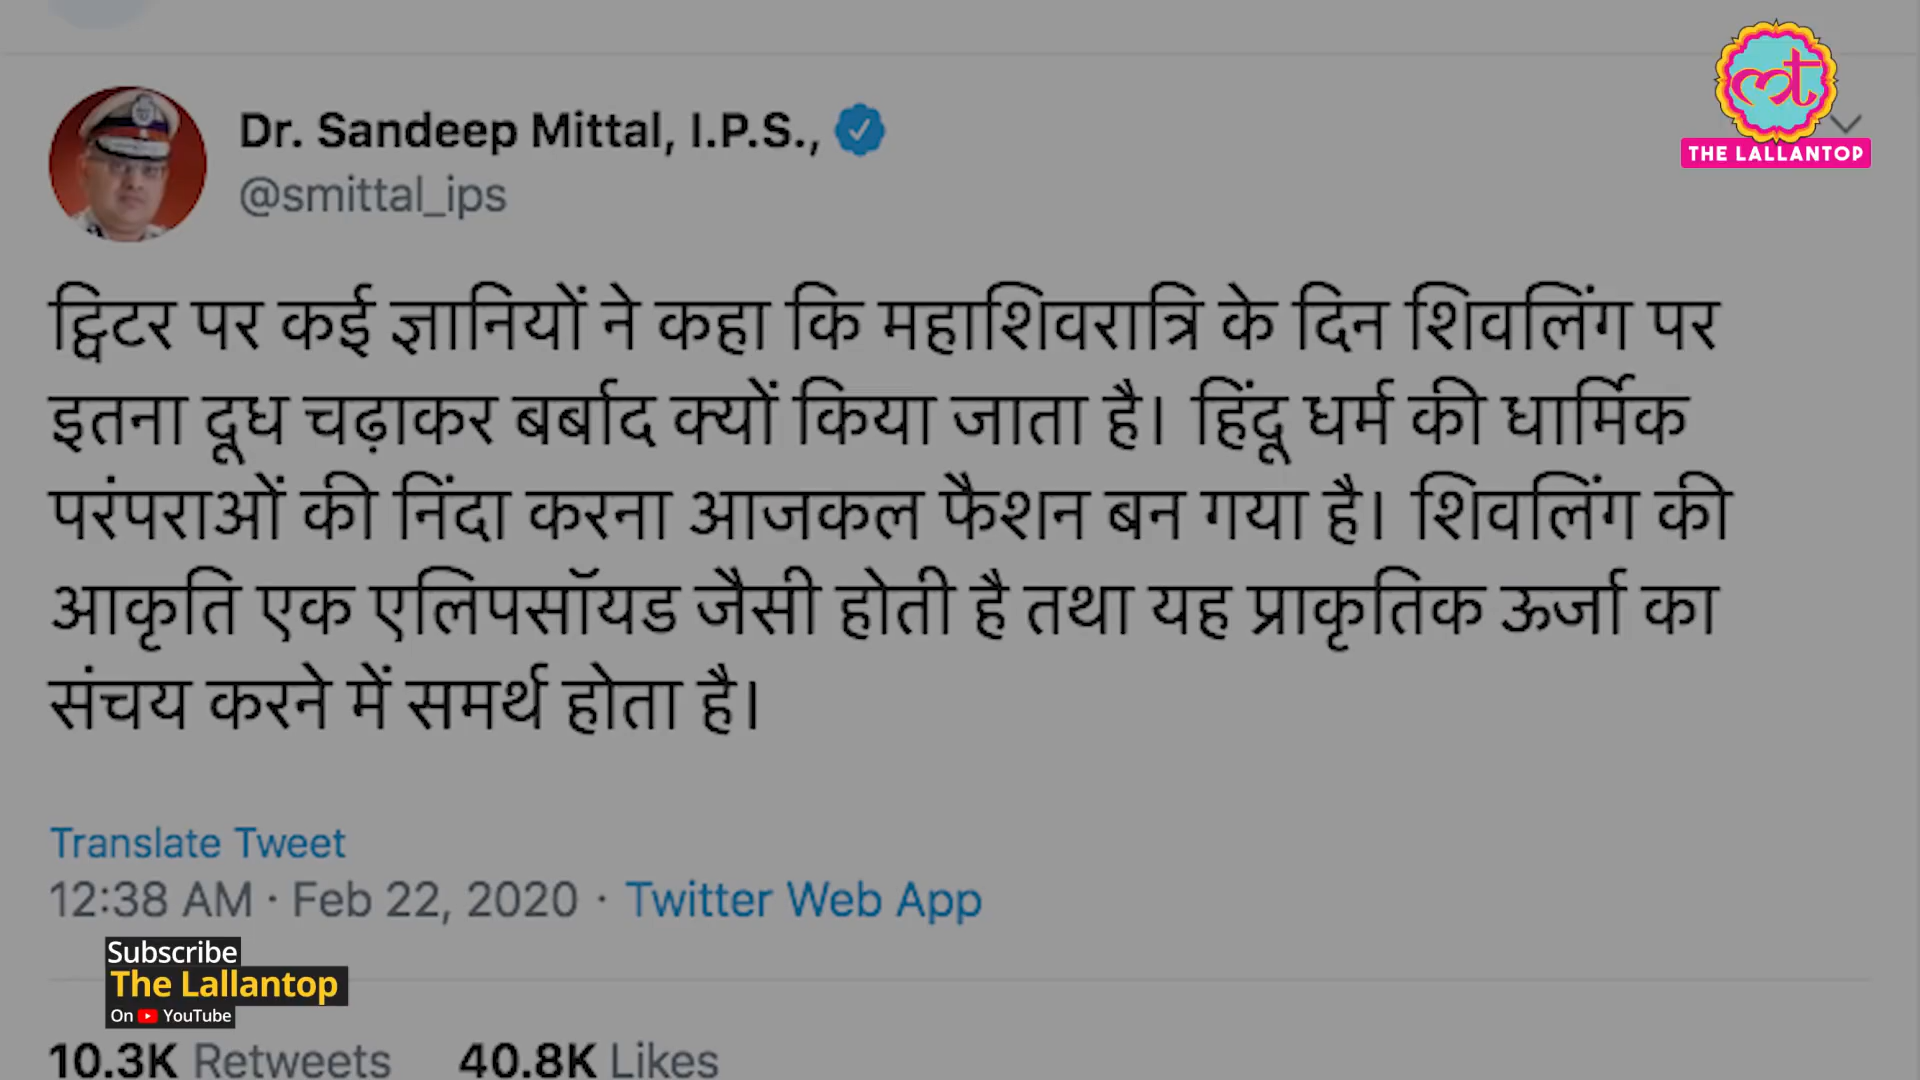 THE LALLANTOP
Dr. Sandeep Mittal, I.P.S.,
@smittal_ips
ट्विटर पर कई ज्ञानियों ने कहा कि महाशिवरात्रि के दिन शिवलिंग पर
इतना दूध चढ़ाकर बर्बाद क्यों किया जाता है। हिंदू धर्म की धार्मिक
परंपराओं की निंदा करना आजकल फैशन बन गया है। शिवलिंग की
आकृति एक एलिपसॉयड जैसी होती है तथा यह प्राकृतिक ऊर्जा का
संचय करने में समर्थ होता है।
Translate Tweet
12:38 AM · Feb 22, 2020 · Twitter Web App
Subscribe
The Lallantop
On YouTube
10.3K Retweets 40.8K Likes